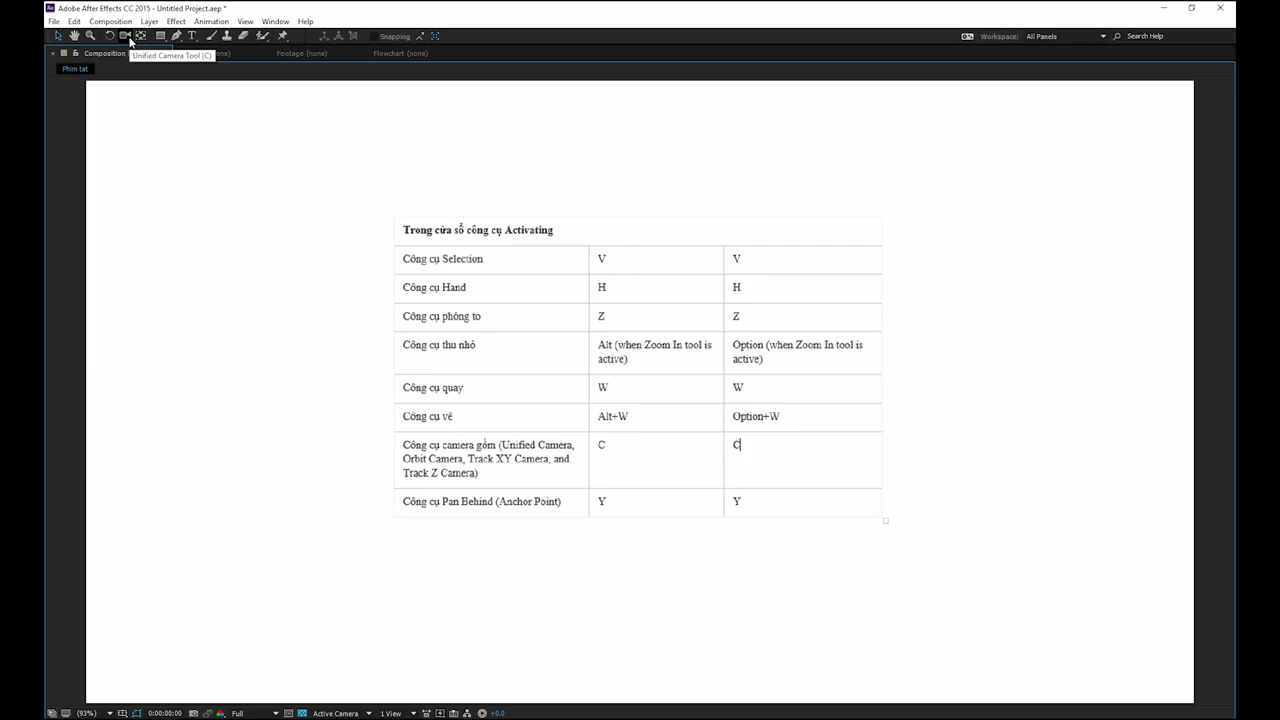 Adobe After Effects CC 2015 - Untitled Project.aep *
File Edit Composition Layer Effect Animation View Window Help
Snapping
Workspace: All Panels
Search Help
Composition
none)
Footage (none)
Flowchart (none)
Unified Camera Tool (C)
Phim tat
Trong cửa sổ công cụ Activating
Công cụ Selection V V
Công cụ Hand H H
Công cụ phóng to Z Z
Công cụ thu nhỏ Alt (when Zoom In tool is Option (when Zoom In tool is
active) active)
Công cụ quay W W
Công cụ vẽ Alt+W Option+W
Công cụ camera gồm (Unified Camera, C C
Orbit Camera, Track XY Camera, and
Track Z Camera)
Công cụ Pan Behind (Anchor Point) Y Y
(93%) 0:00:00:00 Full Active Camera 1 View +0.0